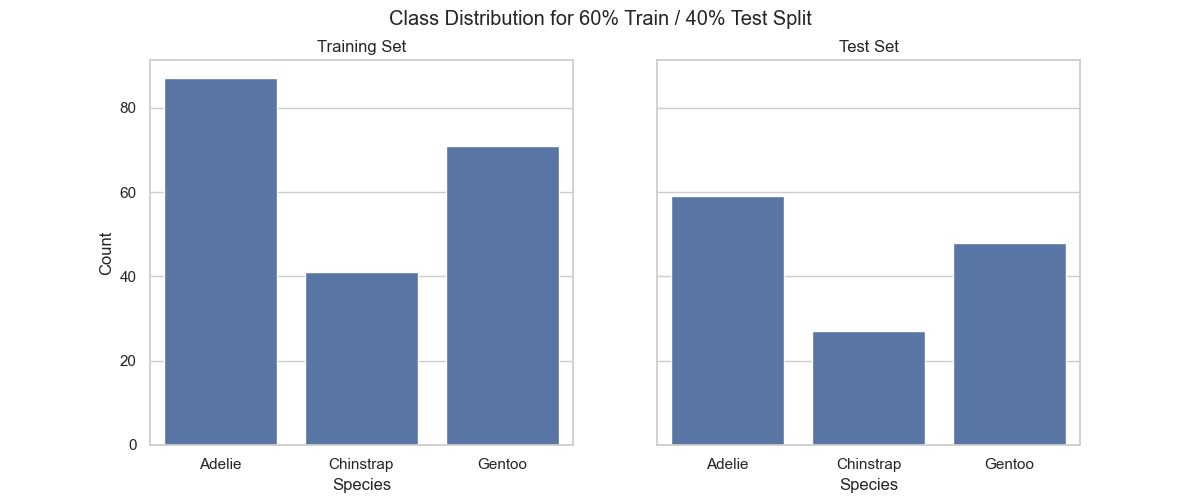 Class Distribution for 60% Train / 40% Test Split
Training Set
Test Set
80
60
40
20
0
Count
Adelie
Chinstrap
Gentoo
Species
Adelie
Chinstrap
Gentoo
Species